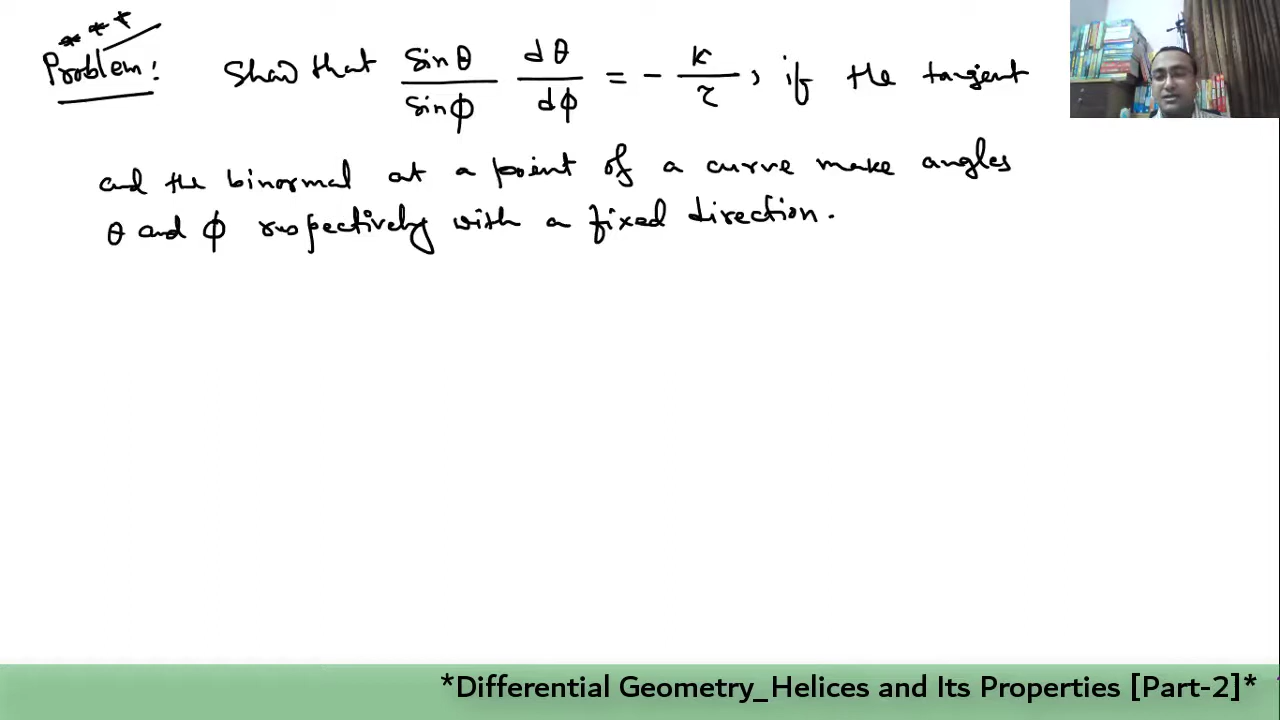 * * *
Problem: Show that sinθ/sinϕ dθ/dϕ = - κ/τ, if the tangent
and the binormal at a point of a curve make angles
θ and ϕ respectively with a fixed direction.
*Differential Geometry_Helices and Its Properties [Part-2]*